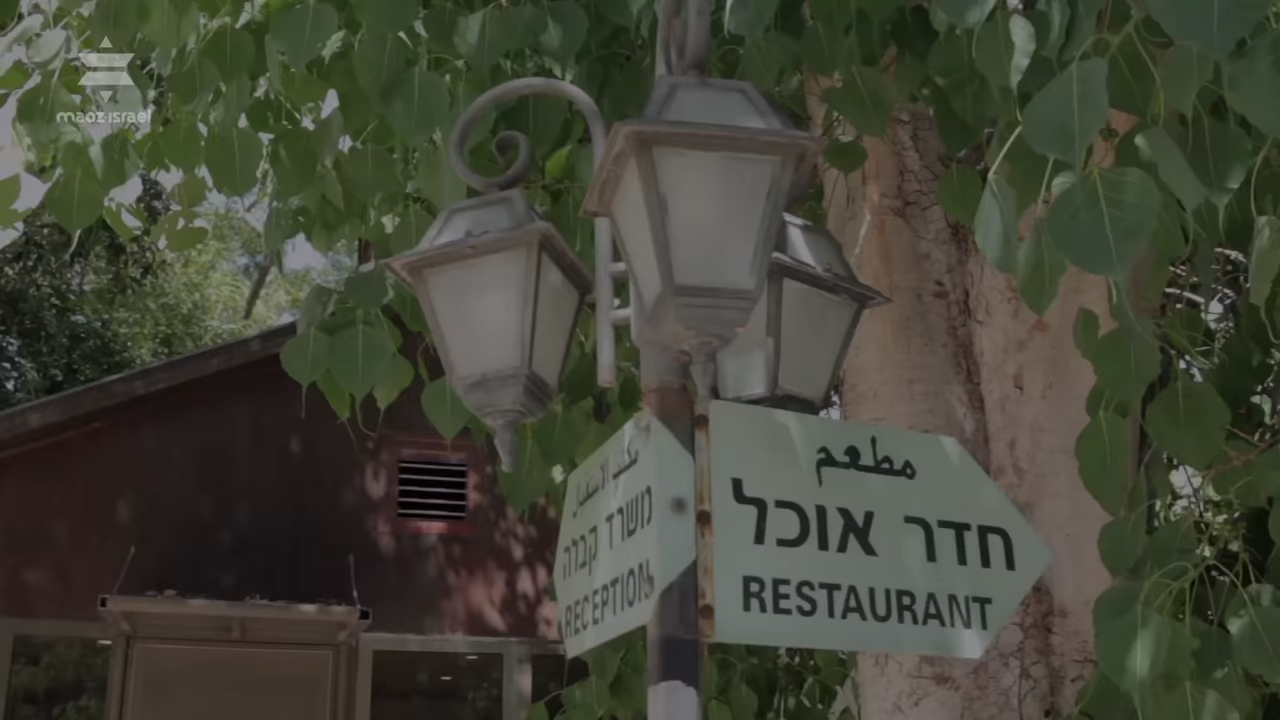 maoz·israel
مكتب الاستقبال
משרד קבלה
RECEPTION
مطعم
חדר אוכל
RESTAURANT